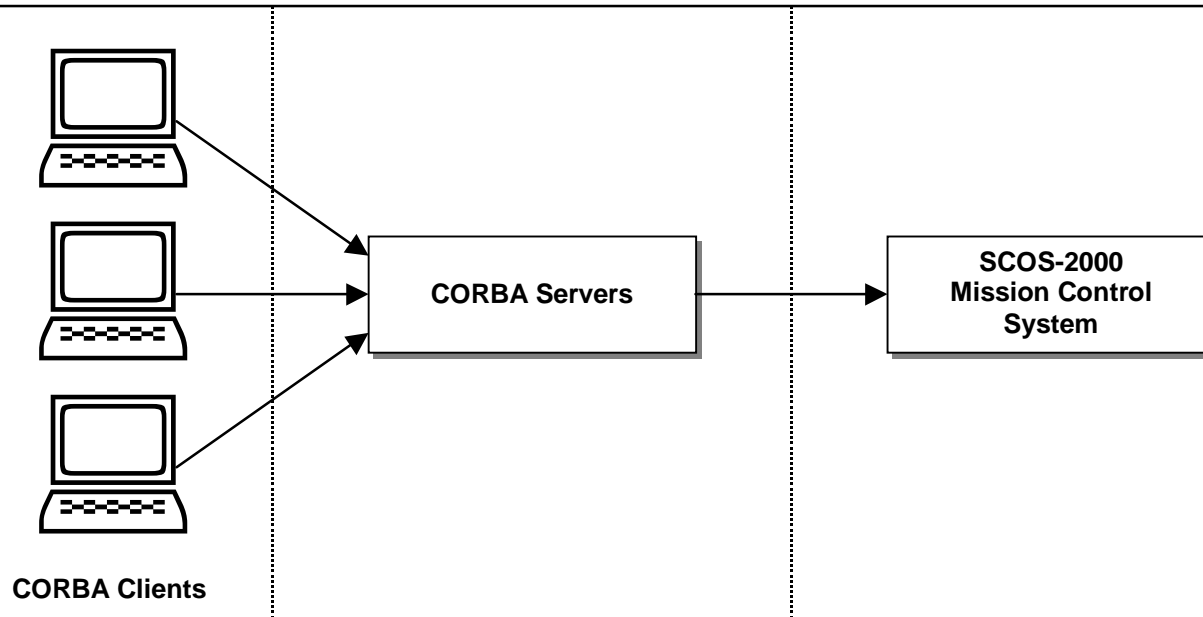 CORBA Servers
SCOS-2000
Mission Control
System
CORBA Clients